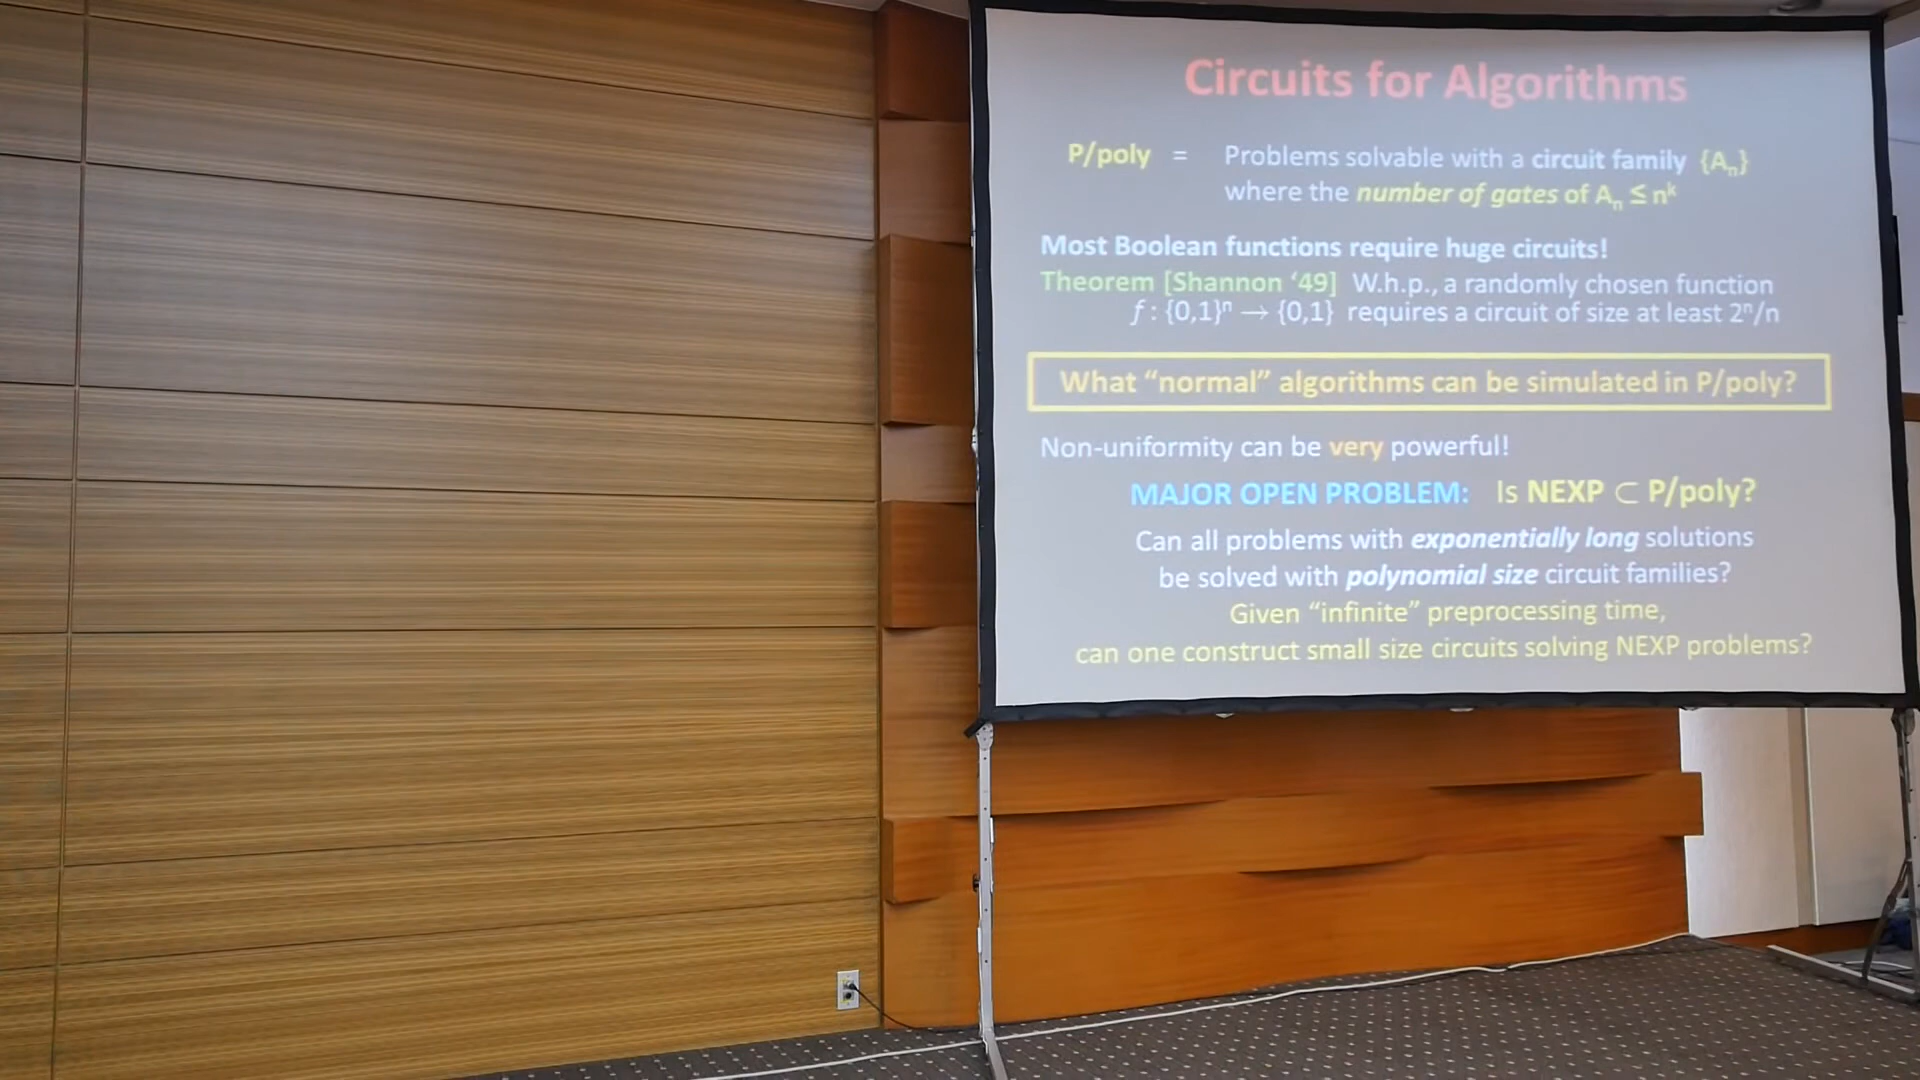 Circuits for Algorithms
P/poly = Problems solvable with a circuit family {Aₙ}
where the number of gates of Aₙ ≤ nᵏ
Most Boolean functions require huge circuits!
Theorem [Shannon ‘49] W.h.p., a randomly chosen function
f : {0,1}ⁿ → {0,1} requires a circuit of size at least 2ⁿ/n
What “normal” algorithms can be simulated in P/poly?
Non-uniformity can be very powerful!
MAJOR OPEN PROBLEM: Is NEXP ⊂ P/poly?
Can all problems with exponentially long solutions
be solved with polynomial size circuit families?
Given “infinite” preprocessing time,
can one construct small size circuits solving NEXP problems?